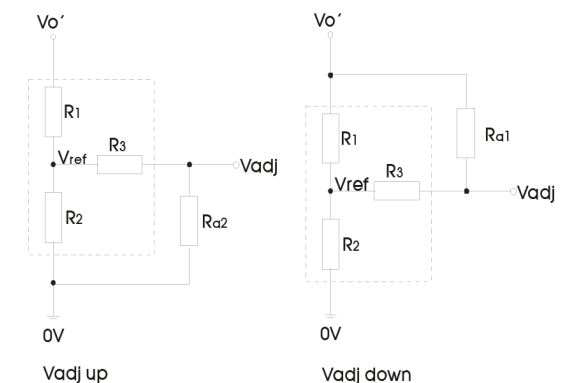 Vo´
R1
R3
Vref
Vadj
R2
Ra2
0V
Vadj up
Vo´
R1
Ra1
R3
Vref
Vadj
R2
0V
Vadj down